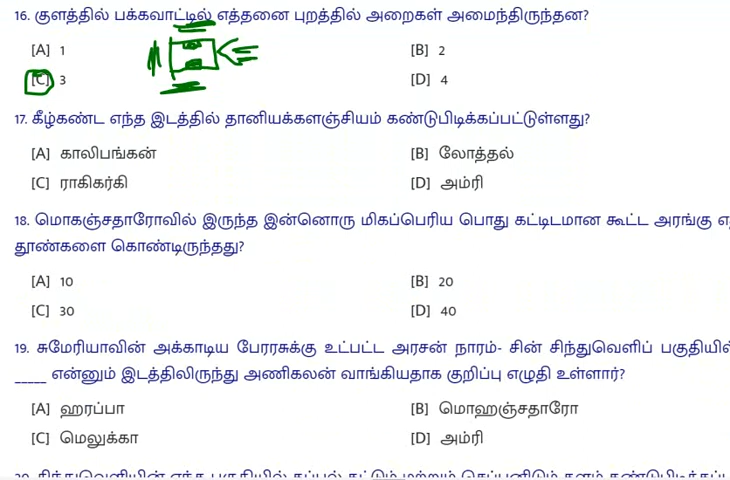 16. குளத்தில் பக்கவாட்டில் எத்தனை புறத்தில் அறைகள் அமைந்திருந்தன?
[A] 1 [B] 2
[C] 3 [D] 4
17. கீழ்கண்ட எந்த இடத்தில் தானியக்களஞ்சியம் கண்டுபிடிக்கப்பட்டுள்ளது?
[A] காலிபங்கன் [B] லோத்தல்
[C] ராகிகர்கி [D] அம்ரி
18. மொகஞ்சதாரோவில் இருந்த இன்னொரு மிகப்பெரிய பொது கட்டிடமான கூட்ட அரங்கு
தூண்களை கொண்டிருந்தது?
[A] 10 [B] 20
[C] 30 [D] 40
19. சுமேரியாவின் அக்காடிய பேரரசுக்கு உட்பட்ட அரசன் நாரம்- சின் சிந்துவெளிப் பகுதியில்
_____ என்னும் இடத்திலிருந்து அணிகலன் வாங்கியதாக குறிப்பு எழுதி உள்ளார்?
[A] ஹரப்பா [B] மொஹஞ்சதாரோ
[C] மெலுக்கா [D] அம்ரி